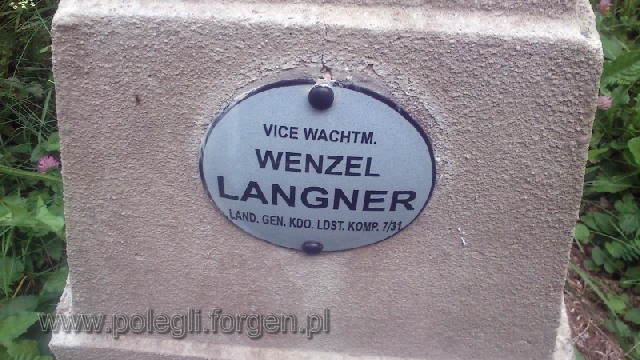 VICE WACHTM.
WENZEL
LANGNER
LAND. GEN. KDO. LDST. KOMP. 7/31
www.polegli.forgen.pl